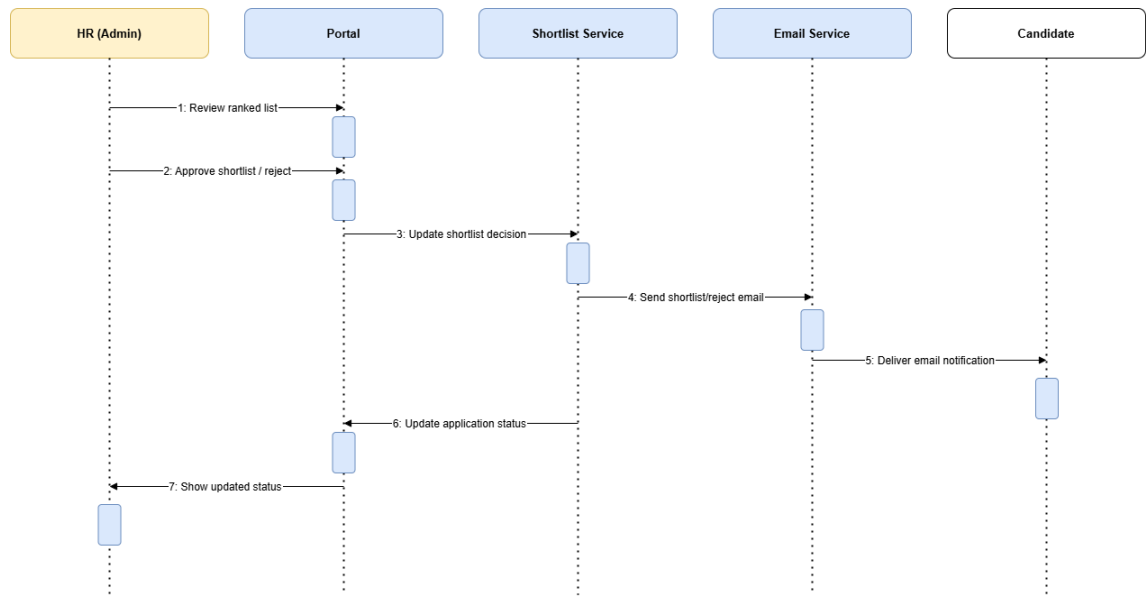 HR (Admin)
Portal
Shortlist Service
Email Service
Candidate
1: Review ranked list
2: Approve shortlist / reject
3: Update shortlist decision
4: Send shortlist/reject email
5: Deliver email notification
6: Update application status
7: Show updated status